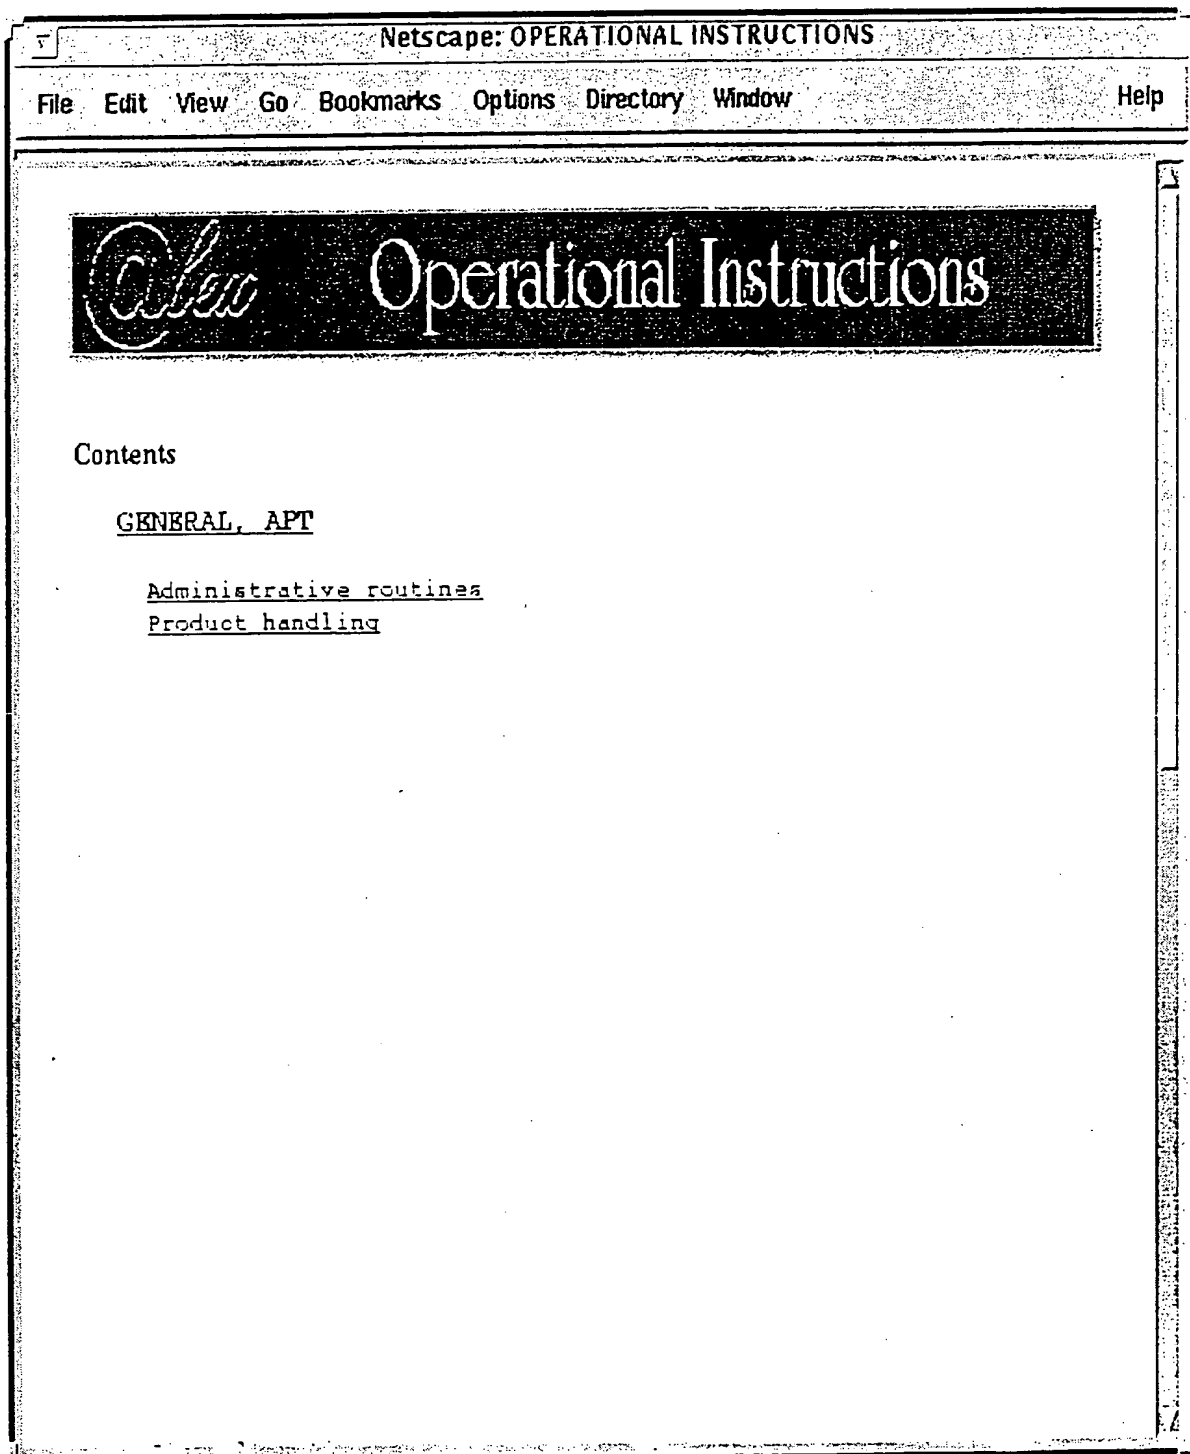 Netscape: OPERATIONAL INSTRUCTIONS
File Edit View Go Bookmarks Options Directory Window Help
Alex Operational Instructions
Contents
GENERAL, APT
Administrative routines
Product handling